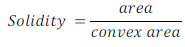 Solidity = area / convex area